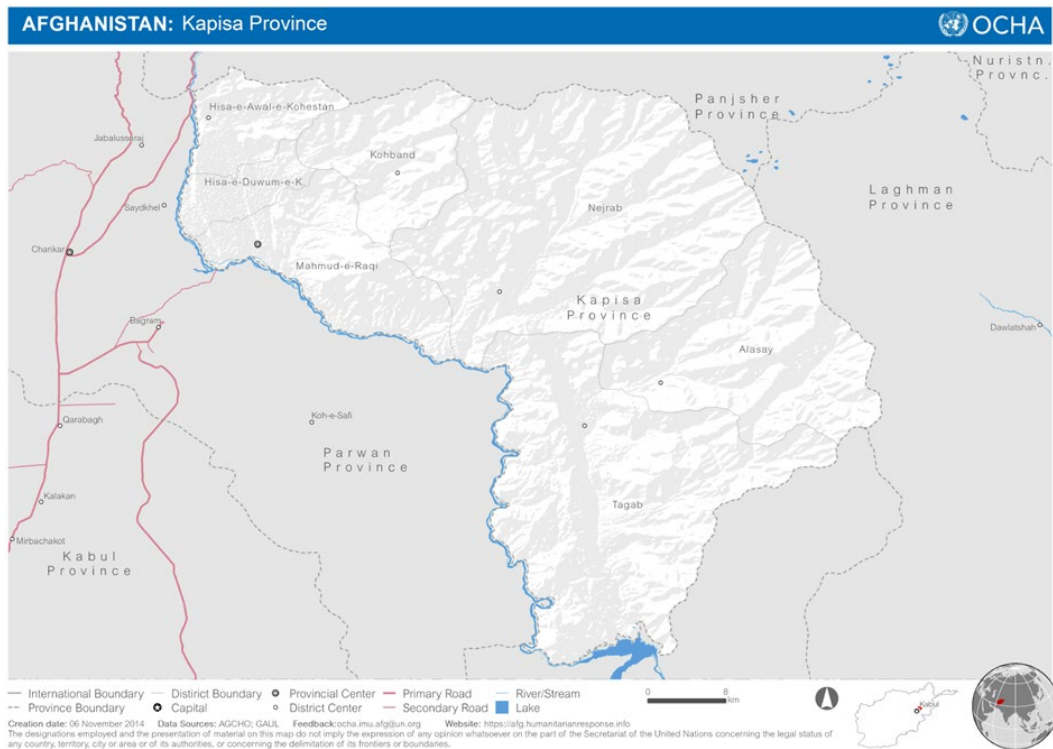 AFGHANISTAN: Kapisa Province
OCHA
Nuristn.
Provnc.
Panjsher
Province
Hisa-e-Awal-e-Kohestan
Jabalussaraj
Kohband
Hisa-e-Duwum-e-K.
Laghman
Province
Saydkhel
Nejrab
Charikar
Mahmud-e-Raqi
Kapisa
Province
Bagram
Dawlatshah
Alasay
Qarabagh
Koh-e-Safi
Parwan
Province
Kalakan
Tagab
Mirbachakot
Kabul
Province
International Boundary District Boundary Provincial Center Primary Road River/Stream
Province Boundary Capital District Center Secondary Road Lake
0 8
km
Kabul
Creation date: 06 November 2014 Data Sources: AGCHO; GAUL Feedback:ocha.imu.afg@un.org Website: https://afg.humanitarianresponse.info
The designations employed and the presentation of material on this map do not imply the expression of any opinion whatsoever on the part of the Secretariat of the United Nations concerning the legal status of
any country, territory, city or area or of its authorities, or concerning the delimitation of its frontiers or boundaries.